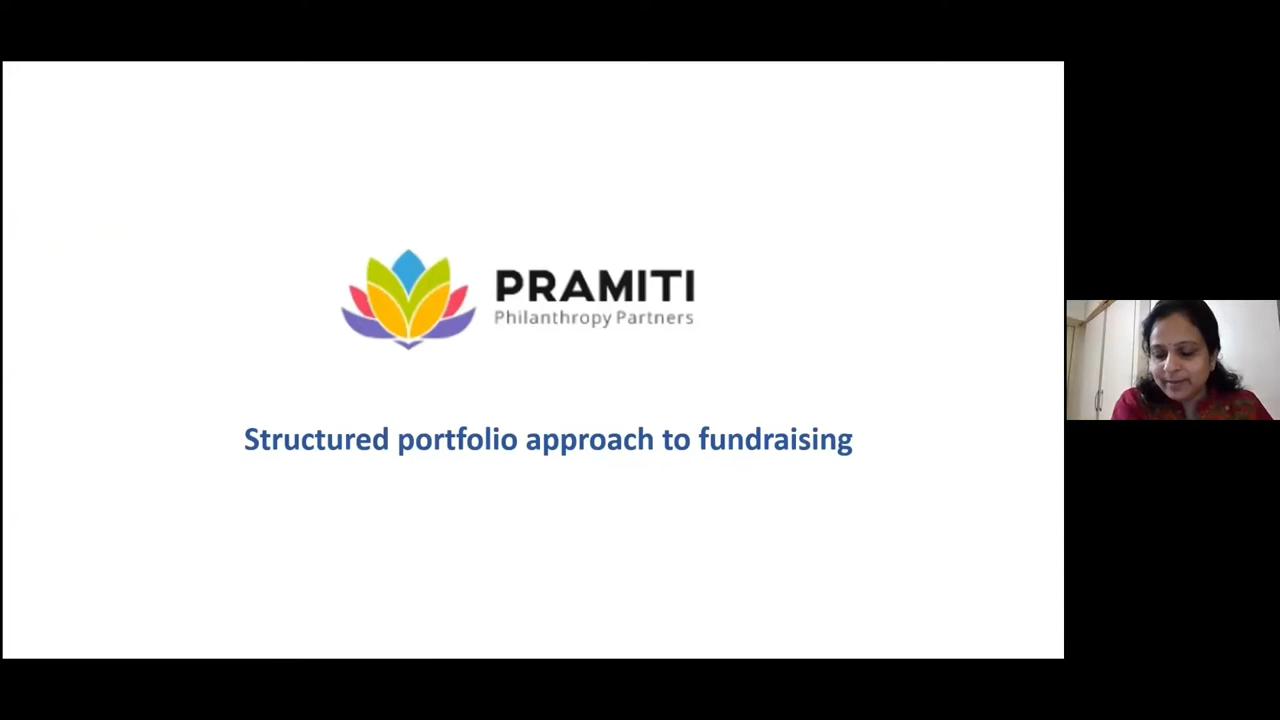 PRAMITI
Philanthropy Partners
Structured portfolio approach to fundraising